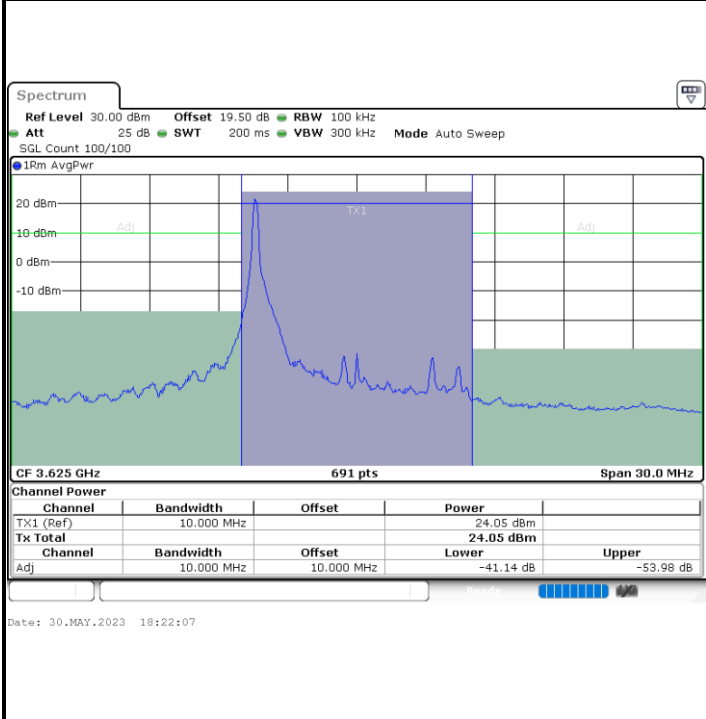 Spectrum
Ref Level 30.00 dBm Offset 19.50 dB RBW 100 kHz
Att 25 dB SWT 200 ms VBW 300 kHz Mode Auto Sweep
SGL Count 100/100
1Rm AvgPwr
20 dBm
TX1
Adj
Adj
10 dBm
0 dBm
-10 dBm
CF 3.625 GHz 691 pts Span 30.0 MHz
Channel Power
Channel Bandwidth Offset Power
TX1 (Ref) 10.000 MHz 24.05 dBm
Tx Total 24.05 dBm
Channel Bandwidth Offset Lower Upper
Adj 10.000 MHz 10.000 MHz -41.14 dB -53.98 dB
Ready
Date: 30.MAY.2023 18:22:07